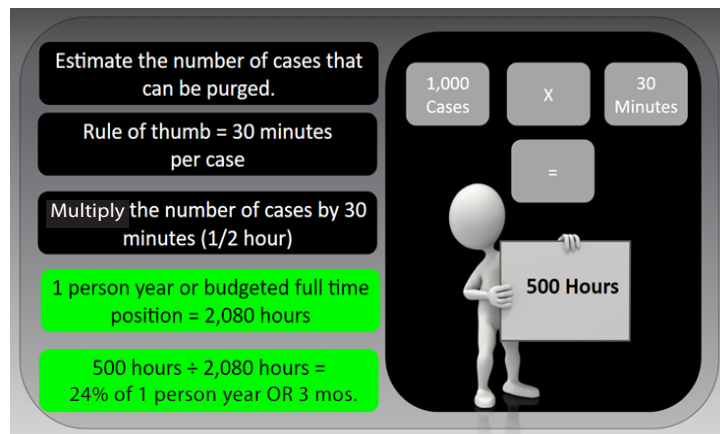 Estimate the number of cases that
can be purged.
Rule of thumb = 30 minutes
per case
Multiply the number of cases by 30
minutes (1/2 hour)
1 person year or budgeted full time
position = 2,080 hours
500 hours ÷ 2,080 hours =
24% of 1 person year OR 3 mos.
1,000
Cases
X
30
Minutes
=
500 Hours